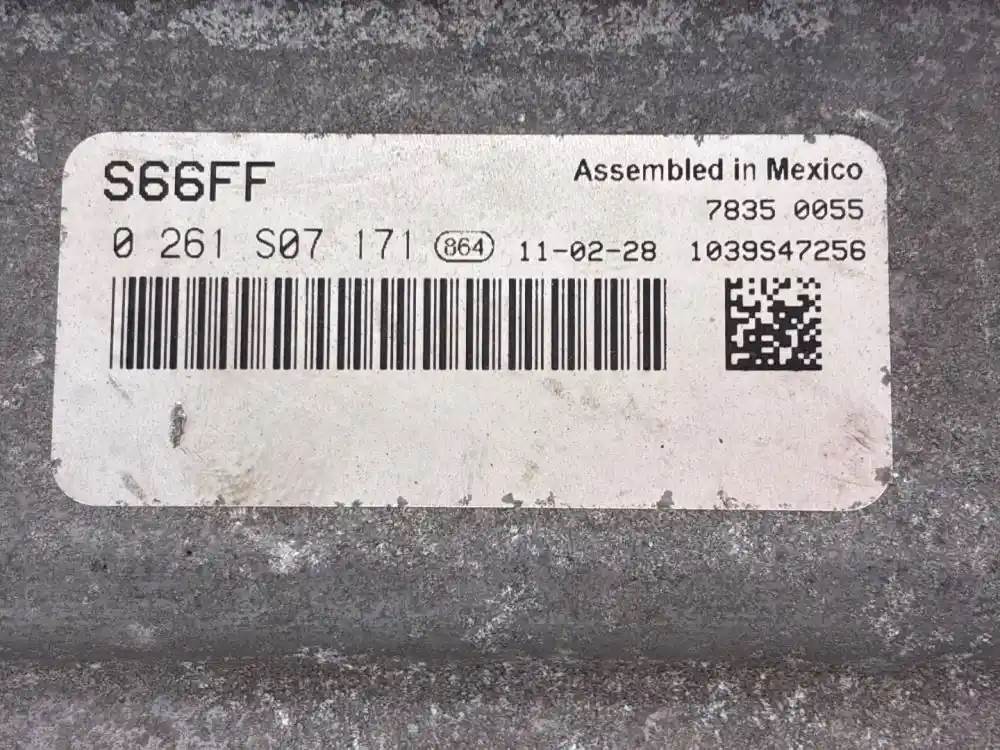 S66FF
Assembled in Mexico
7835 0055
0 261 S07 171 864 11-02-28 1039S47256